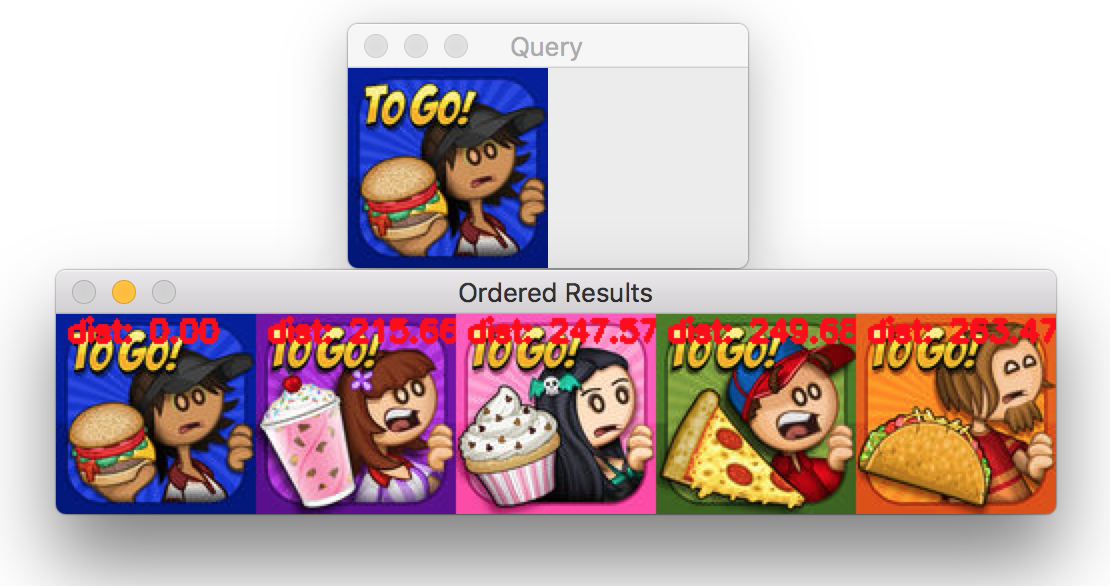 Query
TO GO!
Ordered Results
dist: 0.00 dist: 215.66 dist: 247.57 dist: 249.68 dist: 263.47
TO GO! TO GO! TO GO! TO GO! TO GO!